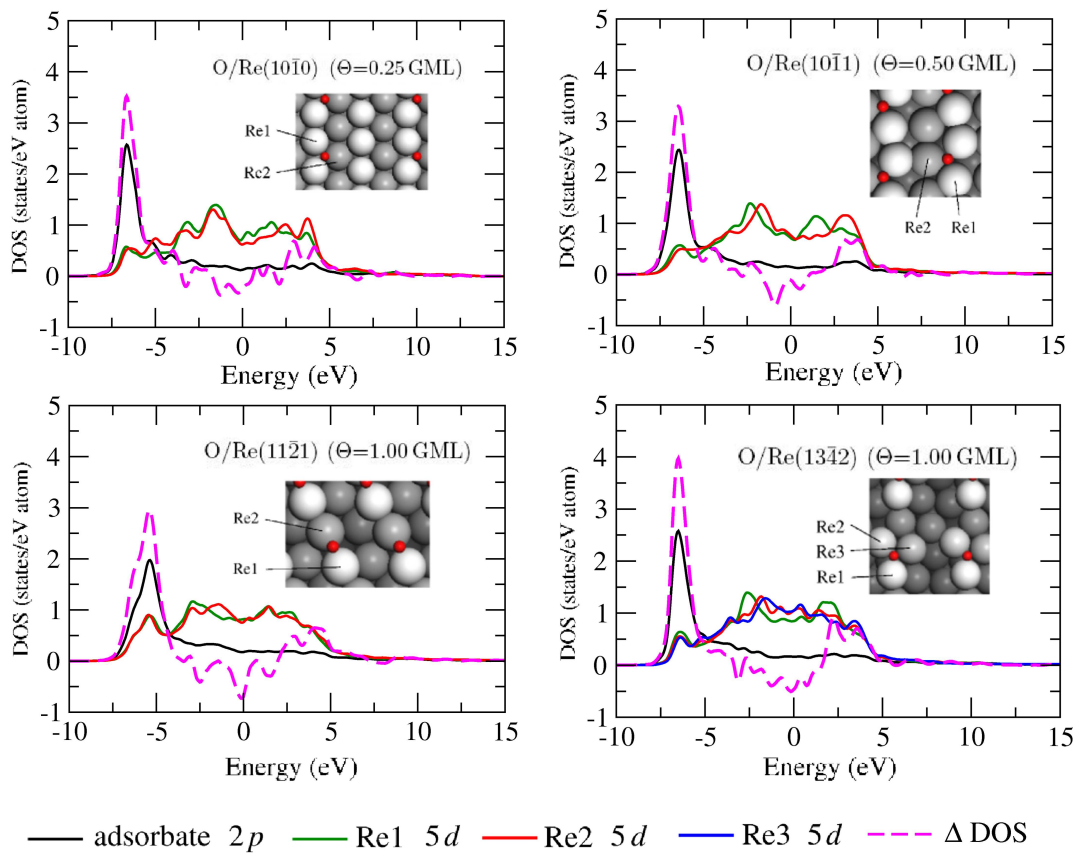 O/Re(101̄0) (Θ=0.25 GML)
Re1
Re2
DOS (states/eV atom)
5
4
3
2
1
0
-1
-10
-5
0
5
10
15
Energy (eV)
O/Re(101̄1) (Θ=0.50 GML)
Re2
Re1
DOS (states/eV atom)
5
4
3
2
1
0
-1
-10
-5
0
5
10
15
Energy (eV)
O/Re(112̄1) (Θ=1.00 GML)
Re2
Re1
DOS (states/eV atom)
5
4
3
2
1
0
-1
-10
-5
0
5
10
15
Energy (eV)
O/Re(134̄2) (Θ=1.00 GML)
Re2
Re3
Re1
DOS (states/eV atom)
5
4
3
2
1
0
-1
-10
-5
0
5
10
15
Energy (eV)
adsorbate 2p Re1 5d Re2 5d Re3 5d Δ DOS